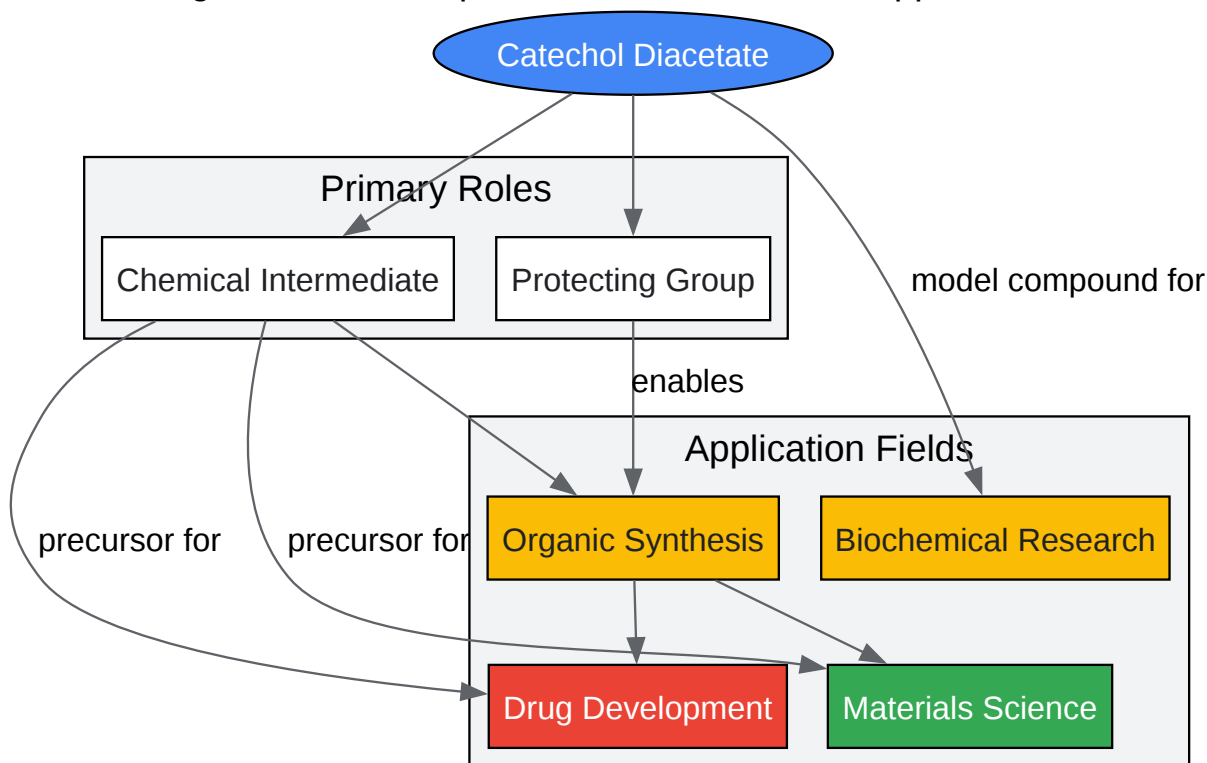 Catechol Diacetate
Primary Roles
Chemical Intermediate
Protecting Group
model compound for
enables
Application Fields
precursor for
precursor for
Organic Synthesis
Biochemical Research
Drug Development
Materials Science